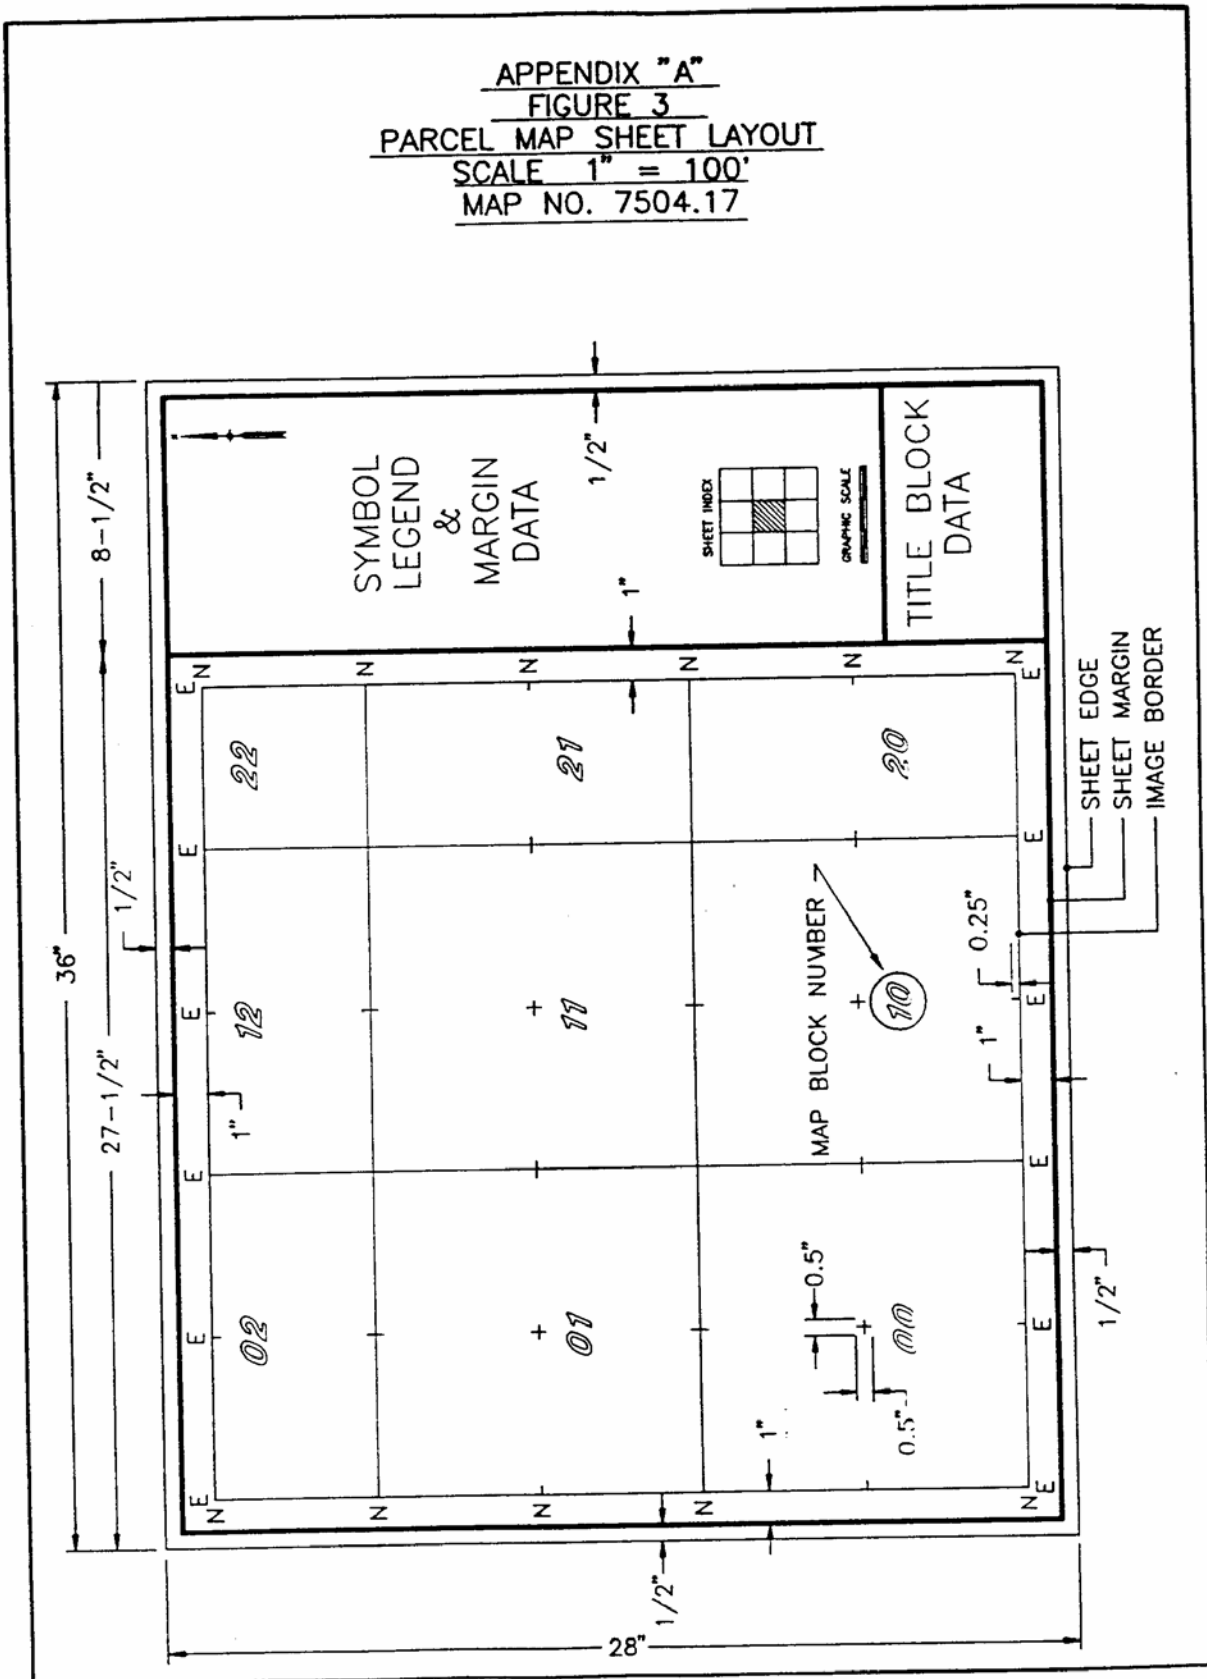 APPENDIX "A"
FIGURE 3
PARCEL MAP SHEET LAYOUT
SCALE 1" = 100'
MAP NO. 7504.17
36"
27-1/2"
8-1/2"
1/2"
1"
SYMBOL
LEGEND
&
MARGIN
DATA
1/2"
SHEET INDEX
GRAPHIC SCALE
TITLE BLOCK
DATA
1"
E N N N N N N E
22 21 20
E E
12 11 10
E E
MAP BLOCK NUMBER
0.25"
1"
E E
02 01 00
E E
0.5"
0.5"
1"
E N N N N N E
1/2"
1/2"
28"
SHEET EDGE
SHEET MARGIN
IMAGE BORDER